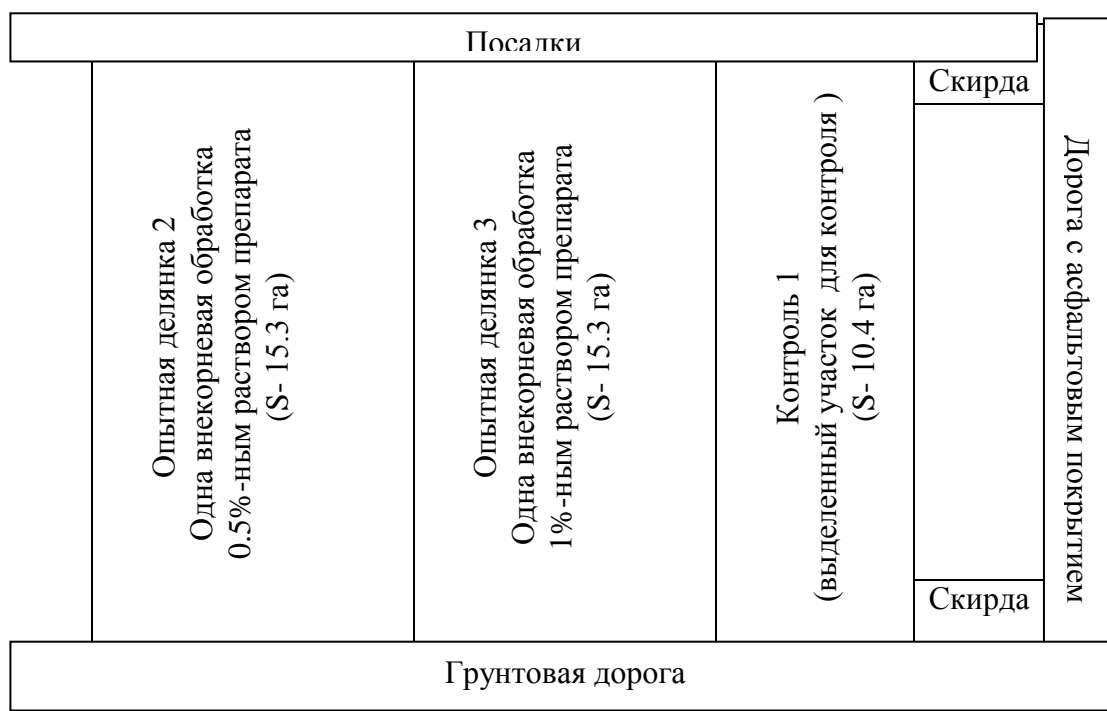 Посадки
Скирда
Опытная делянка 2
Одна внекорневая обработка
0.5%-ным раствором препарата
(S- 15.3 га)
Опытная делянка 3
Одна внекорневая обработка
1%-ным раствором препарата
(S- 15.3 га)
Контроль 1
(выделенный участок для контроля )
(S- 10.4 га)
Дорога с асфальтовым покрытием
Скирда
Грунтовая дорога